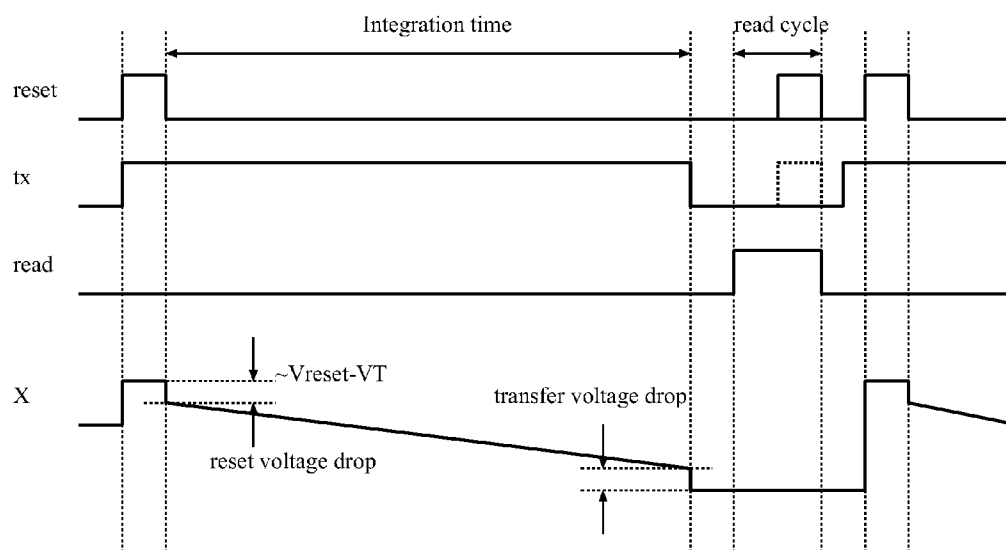 Integration time
read cycle
reset
tx
read
X
~Vreset-VT
transfer voltage drop
reset voltage drop